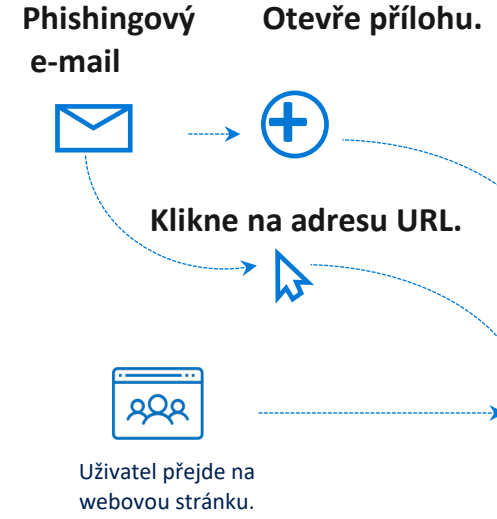 Phishingový
e-mail
Otevře přílohu.
Klikne na adresu URL.
Uživatel přejde na
webovou stránku.